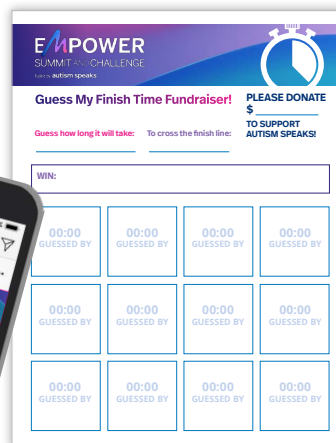 EMPOWER
SUMMIT AND CHALLENGE
autism speaks
Guess My Finish Time Fundraiser!
PLEASE DONATE
$
TO SUPPORT
AUTISM SPEAKS!
Guess how long it will take:
To cross the finish line:
WIN:
00:00 00:00 00:00 00:00
GUESSED BY GUESSED BY GUESSED BY GUESSED BY
00:00 00:00 00:00 00:00
GUESSED BY GUESSED BY GUESSED BY GUESSED BY
00:00 00:00 00:00 00:00
GUESSED BY GUESSED BY GUESSED BY GUESSED BY